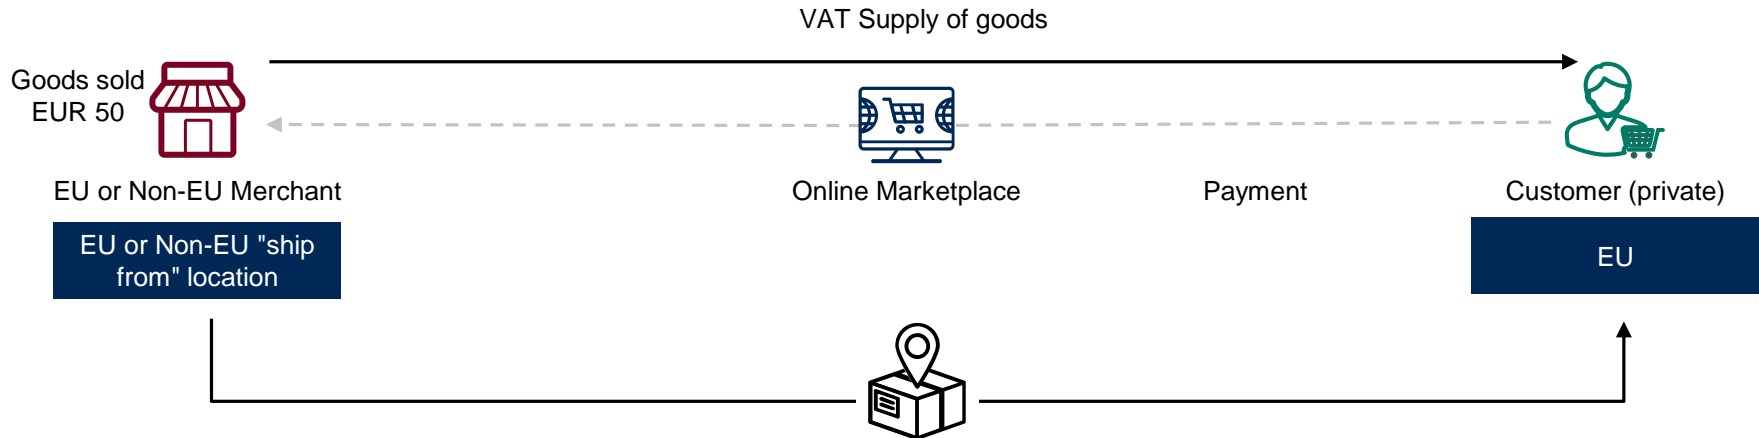 VAT Supply of goods
Goods sold
EUR 50
EU or Non-EU Merchant
Online Marketplace
Payment
Customer (private)
EU or Non-EU "ship
from" location
EU